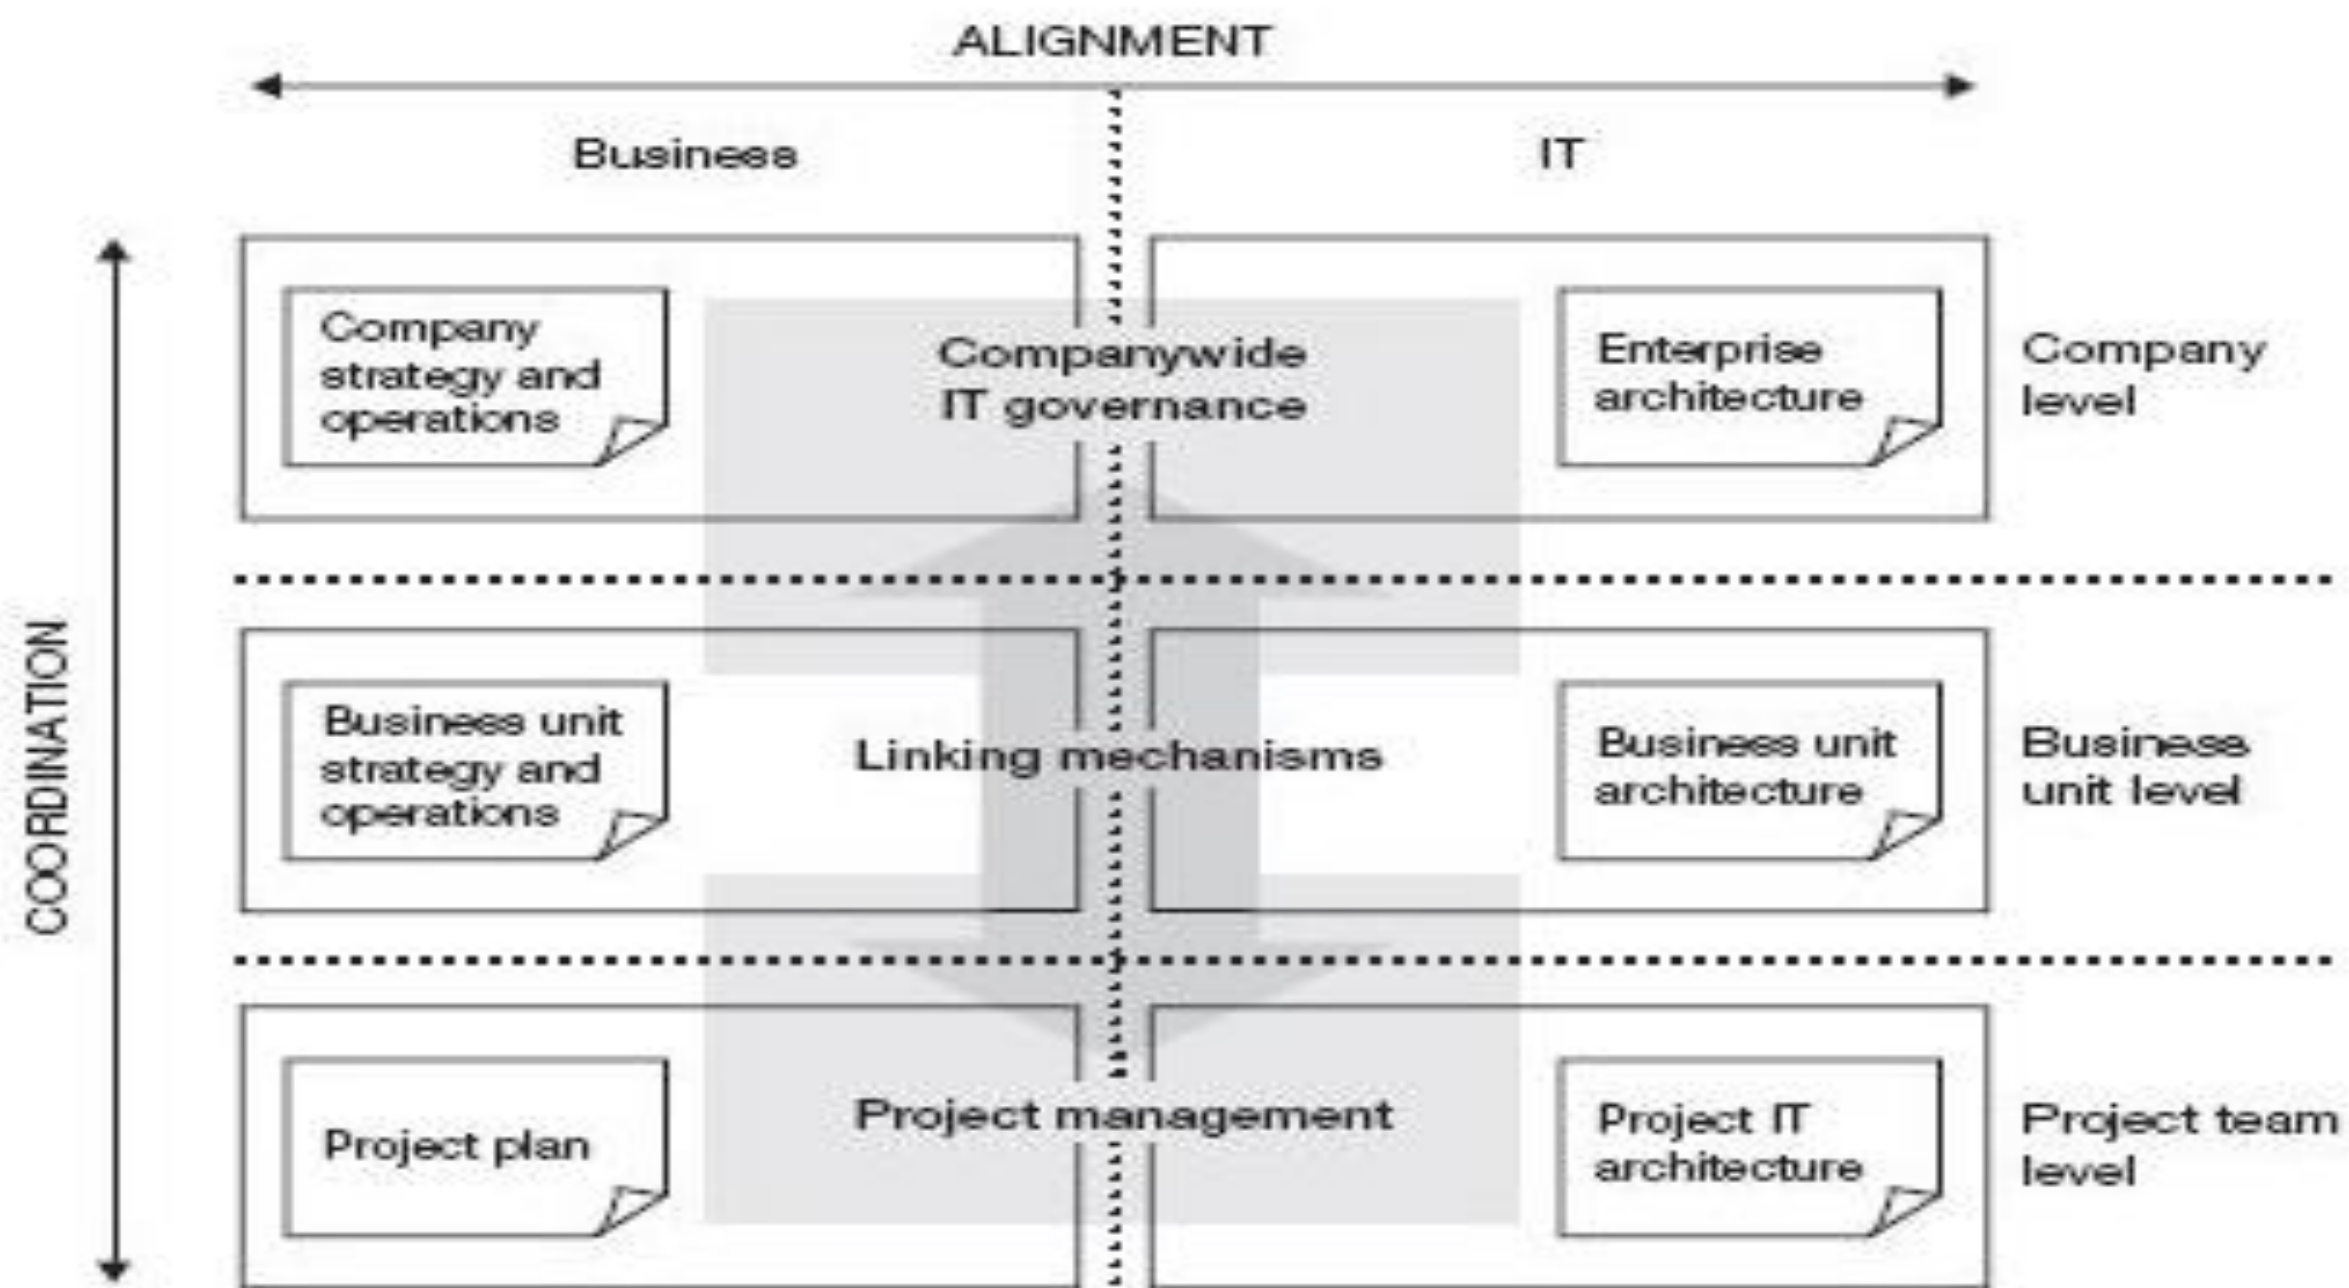 ALIGNMENT
Business
IT
COORDINATION
Company
strategy and
operations
Companywide
IT governance
Enterprise
architecture
Company
level
Business unit
strategy and
operations
Linking mechanisms
Business unit
architecture
Business
unit level
Project plan
Project management
Project IT
architecture
Project team
level